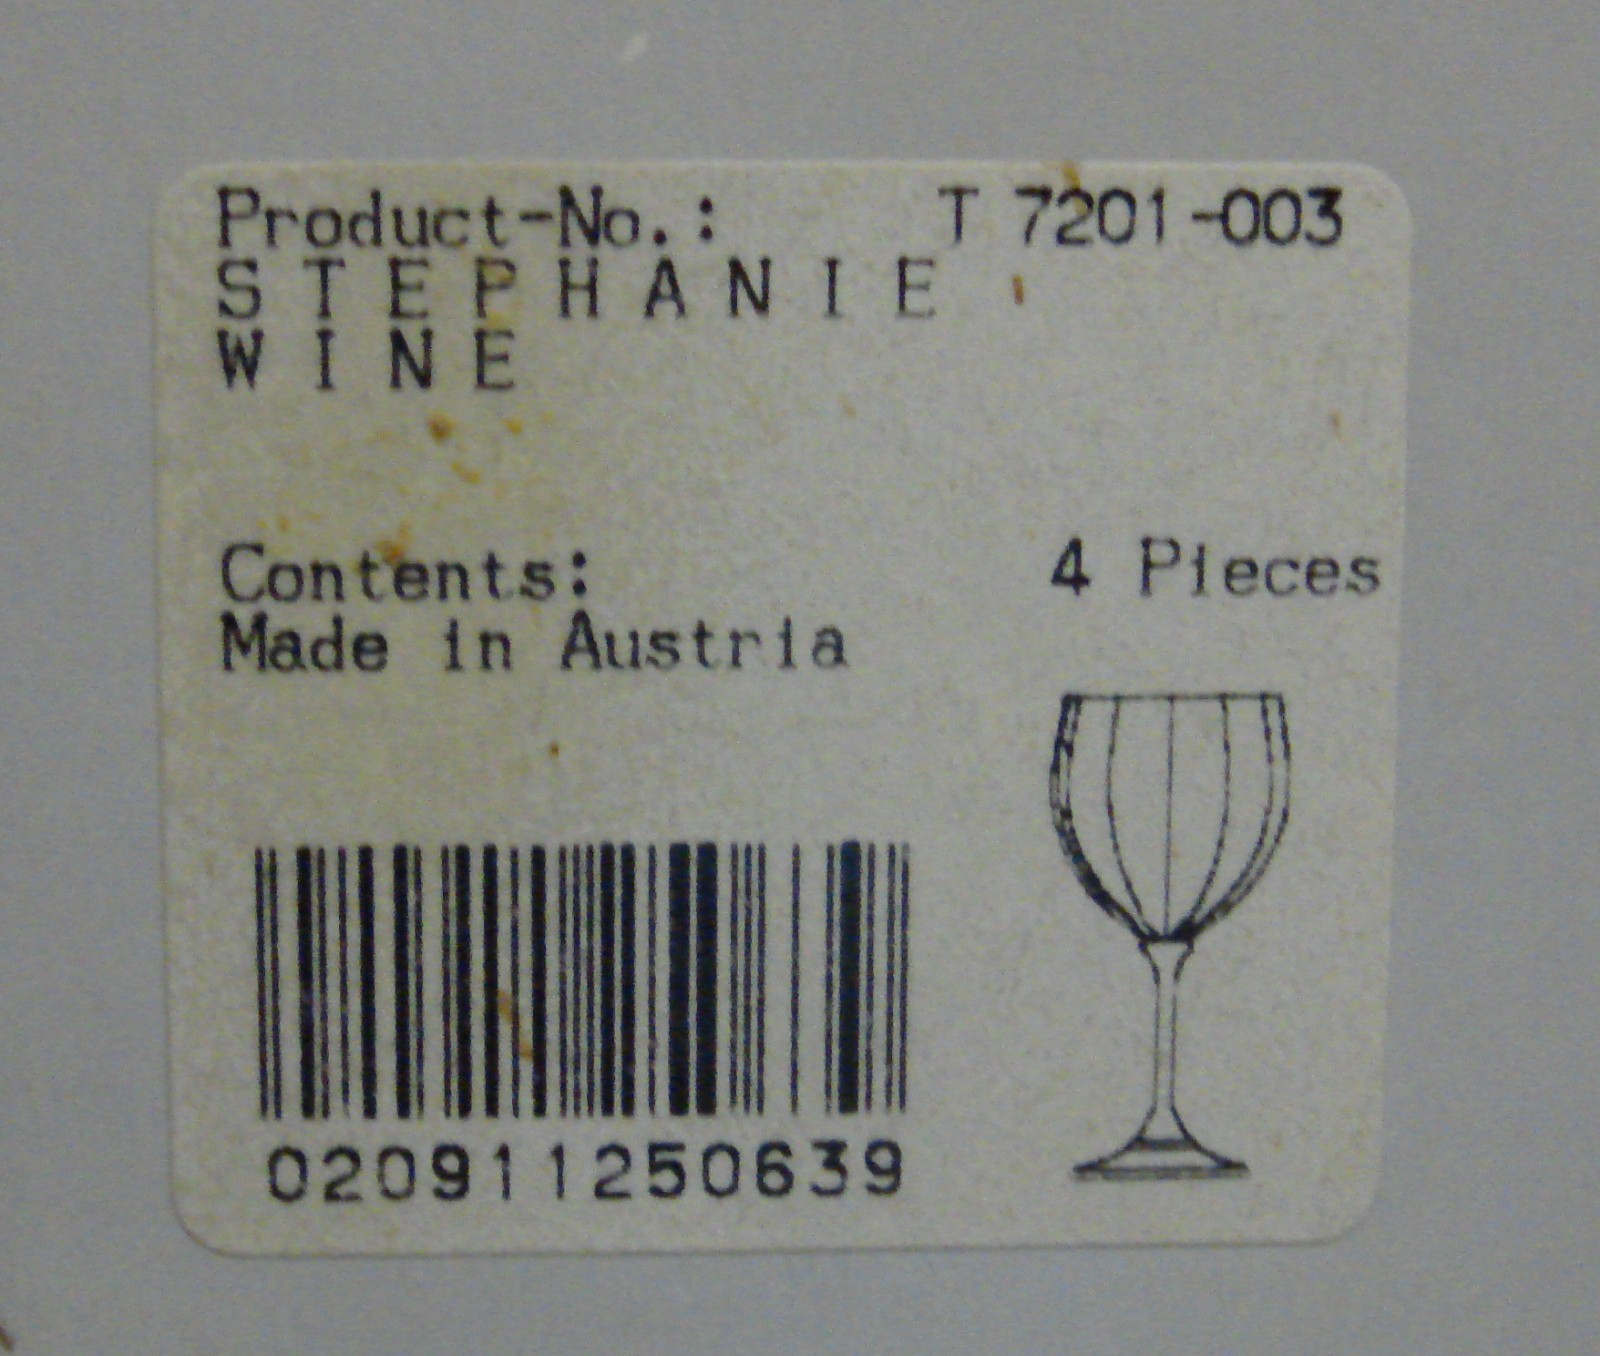 Product-No.: T 7201-003
STEPHANIE
WINE
Contents: 4 Pieces
Made in Austria
020911250639